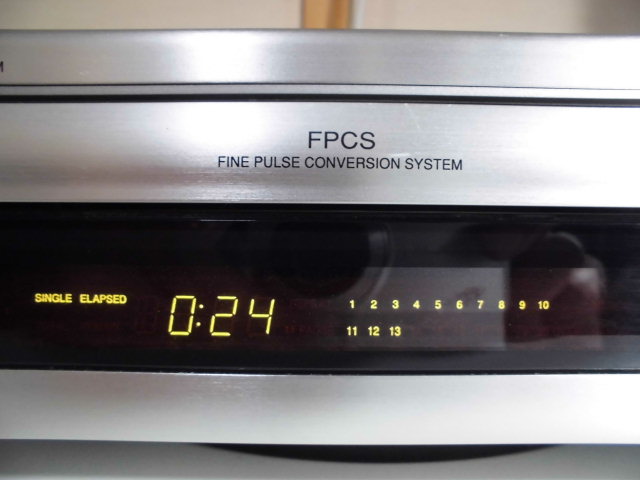 M
FPCS
FINE PULSE CONVERSION SYSTEM
SINGLE ELAPSED
0:24
1 2 3 4 5 6 7 8 9 10
11 12 13